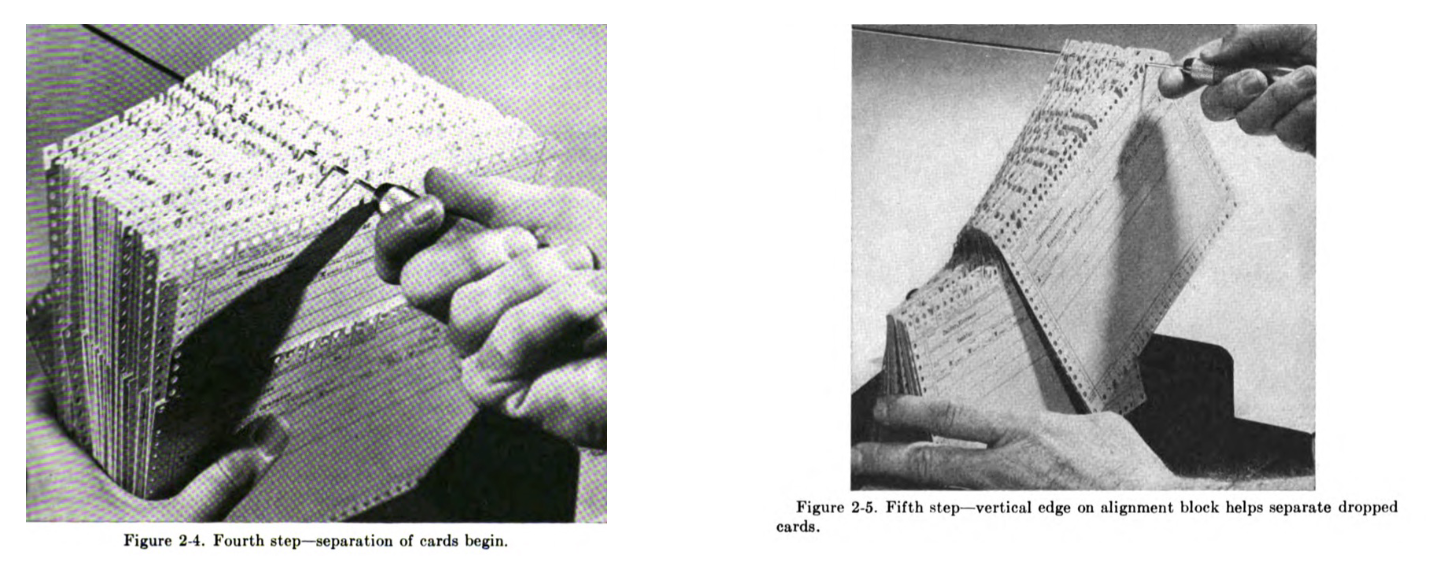 Figure 2-4. Fourth step—separation of cards begin.
Figure 2-5. Fifth step—vertical edge on alignment block helps separate dropped
cards.